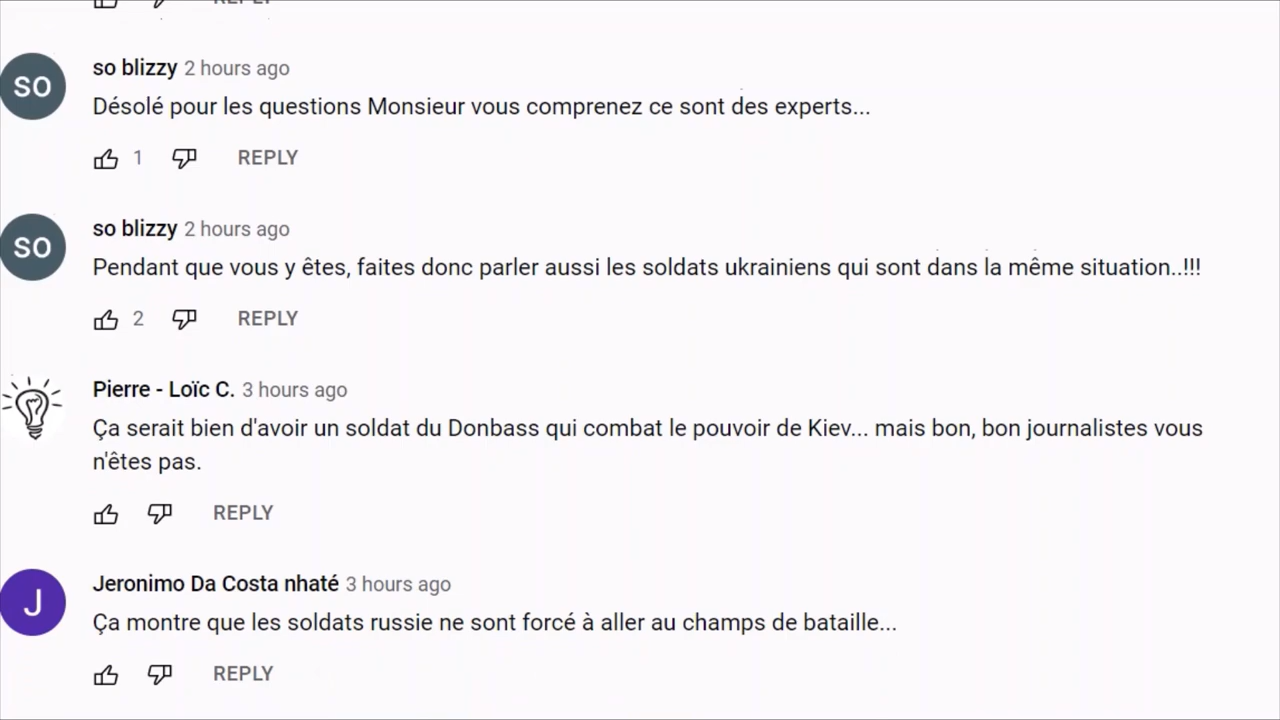 REPLY
so blizzy 2 hours ago
SO
Désolé pour les questions Monsieur vous comprenez ce sont des experts...
1 REPLY
so blizzy 2 hours ago
SO
Pendant que vous y êtes, faites donc parler aussi les soldats ukrainiens qui sont dans la même situation..!!!
2 REPLY
Pierre - Loïc C. 3 hours ago
Ça serait bien d'avoir un soldat du Donbass qui combat le pouvoir de Kiev... mais bon, bon journalistes vous
n'êtes pas.
REPLY
Jeronimo Da Costa nhaté 3 hours ago
J
Ça montre que les soldats russie ne sont forcé à aller au champs de bataille...
REPLY